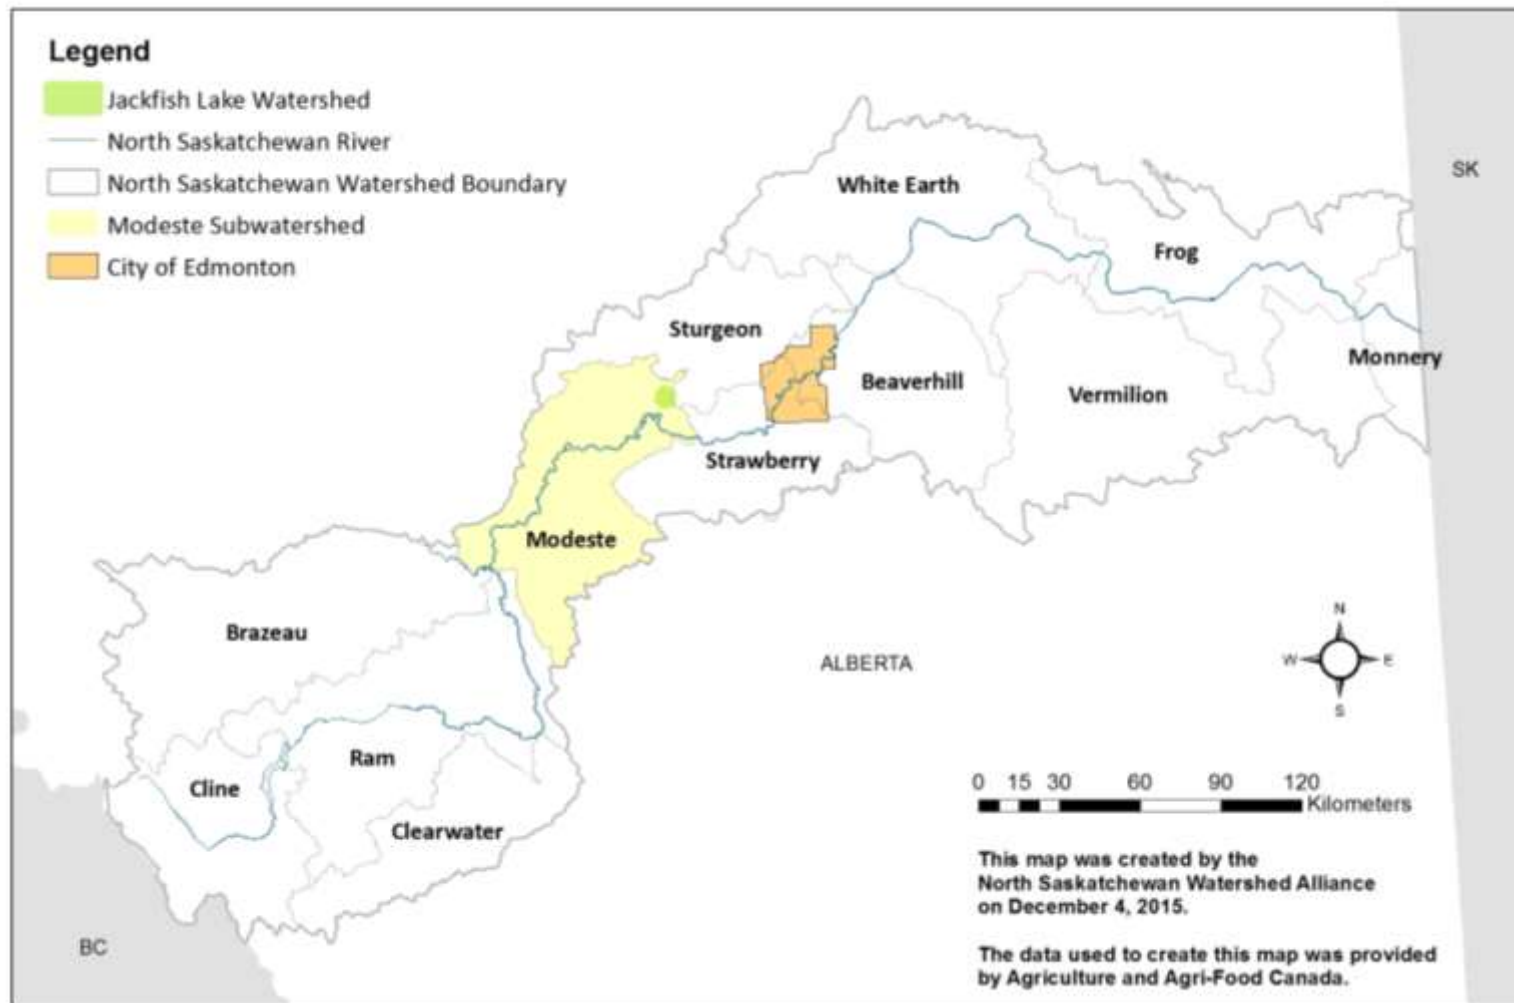 Legend
Jackfish Lake Watershed
North Saskatchewan River
North Saskatchewan Watershed Boundary
Modeste Subwatershed
City of Edmonton
SK
White Earth
Frog
Sturgeon
Monnery
Beaverhill
Vermilion
Strawberry
Modeste
N
W E
S
Brazeau
ALBERTA
Ram
Cline
Clearwater
0 15 30 60 90 120
Kilometers
This map was created by the
North Saskatchewan Watershed Alliance
on December 4, 2015.
The data used to create this map was provided
by Agriculture and Agri-Food Canada.
BC